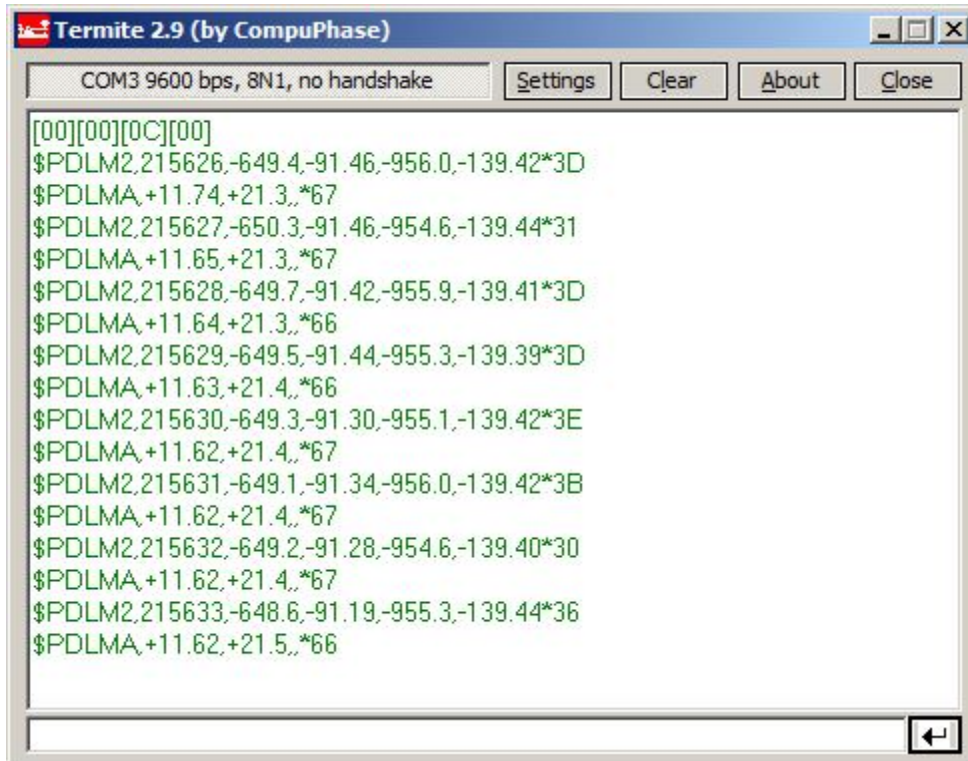 Termite 2.9 (by CompuPhase)
COM3 9600 bps, 8N1, no handshake Settings Clear About Close
[00][00][0C][00]
$PDLM2,215626,-649.4,-91.46,-956.0,-139.42*3D
$PDLMA,+11.74,+21.3,,*67
$PDLM2,215627,-650.3,-91.46,-954.6,-139.44*31
$PDLMA,+11.65,+21.3,,*67
$PDLM2,215628,-649.7,-91.42,-955.9,-139.41*3D
$PDLMA,+11.64,+21.3,,*66
$PDLM2,215629,-649.5,-91.44,-955.3,-139.39*3D
$PDLMA,+11.63,+21.4,,*66
$PDLM2,215630,-649.3,-91.30,-955.1,-139.42*3E
$PDLMA,+11.62,+21.4,,*67
$PDLM2,215631,-649.1,-91.34,-956.0,-139.42*3B
$PDLMA,+11.62,+21.4,,*67
$PDLM2,215632,-649.2,-91.28,-954.6,-139.40*30
$PDLMA,+11.62,+21.4,,*67
$PDLM2,215633,-648.6,-91.19,-955.3,-139.44*36
$PDLMA,+11.62,+21.5,,*66